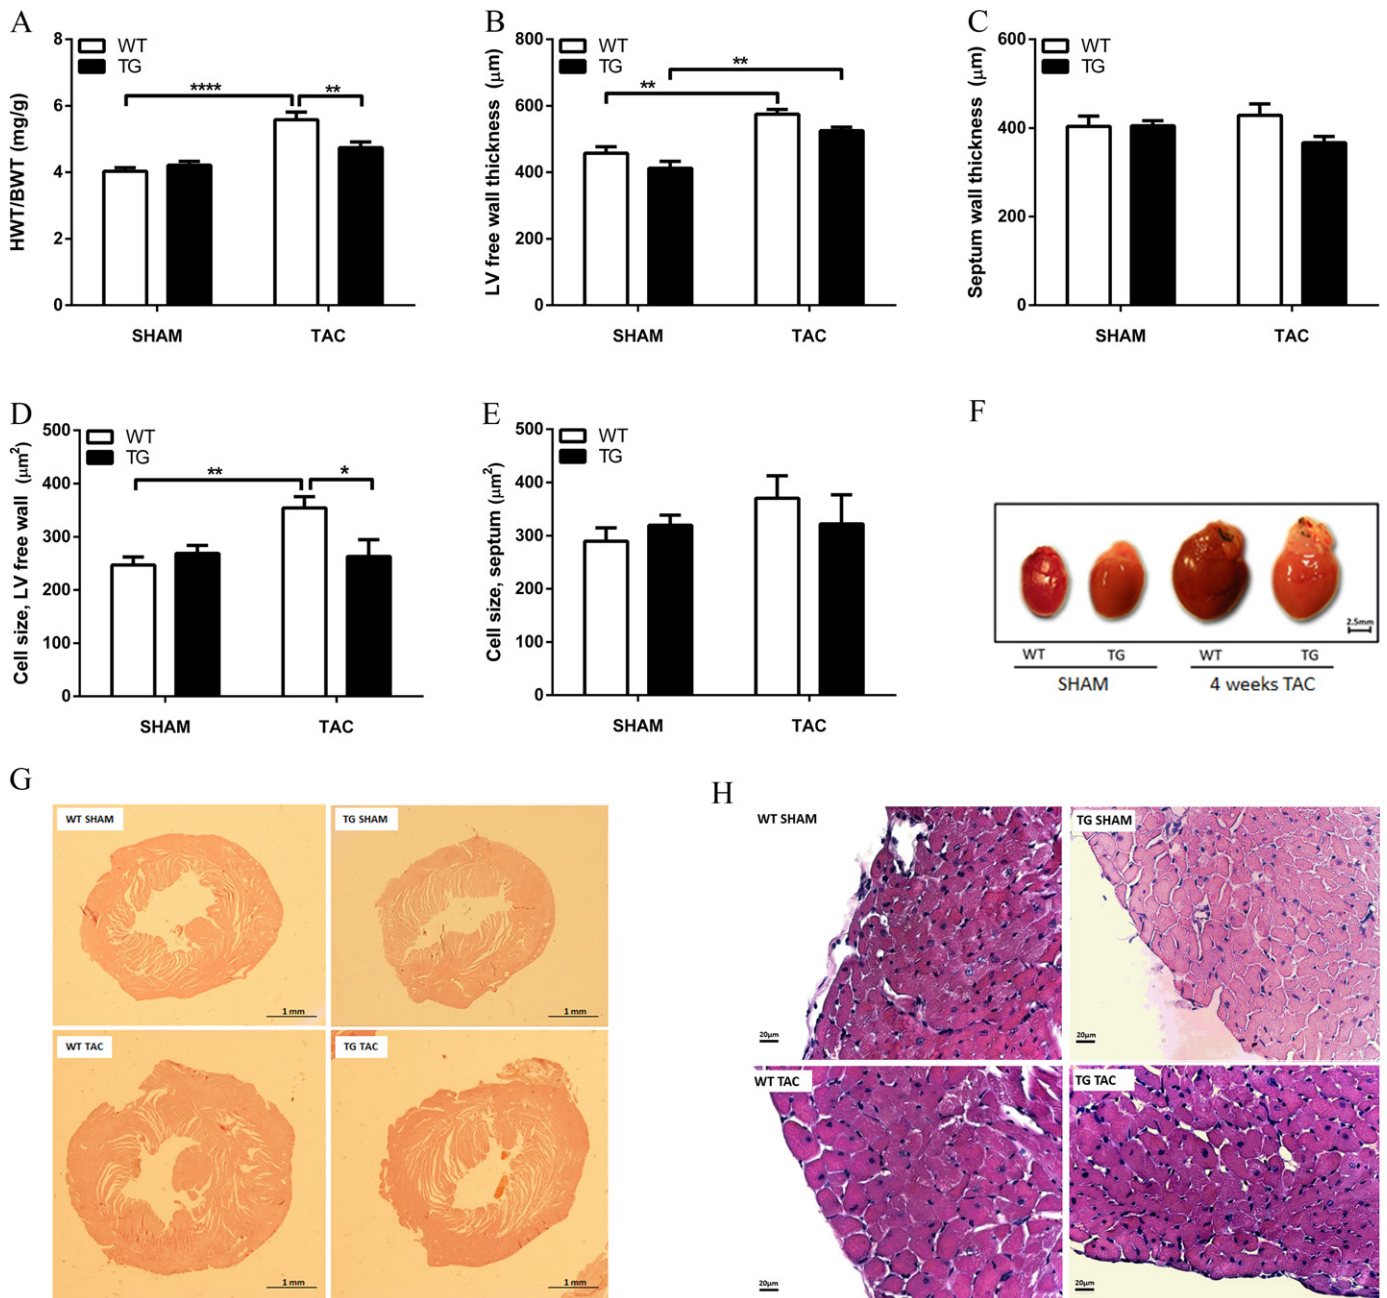 A
WT
TG
HWT/BWT (mg/g)
8
6
4
2
0
****
**
SHAM
TAC
B
WT
TG
LV free wall thickness (μm)
800
600
400
200
0
**
**
SHAM
TAC
C
WT
TG
Septum wall thickness (μm)
600
400
200
0
SHAM
TAC
D
WT
TG
Cell size, LV free wall (μm²)
500
400
300
200
100
0
**
*
SHAM
TAC
E
WT
TG
Cell size, septum (μm²)
500
400
300
200
100
0
SHAM
TAC
F
2.5mm
WT TG WT TG
SHAM 4 weeks TAC
G
WT SHAM
1 mm
TG SHAM
1 mm
WT TAC
1 mm
TG TAC
1 mm
H
WT SHAM
20μm
TG SHAM
20μm
WT TAC
20μm
TG TAC
20μm